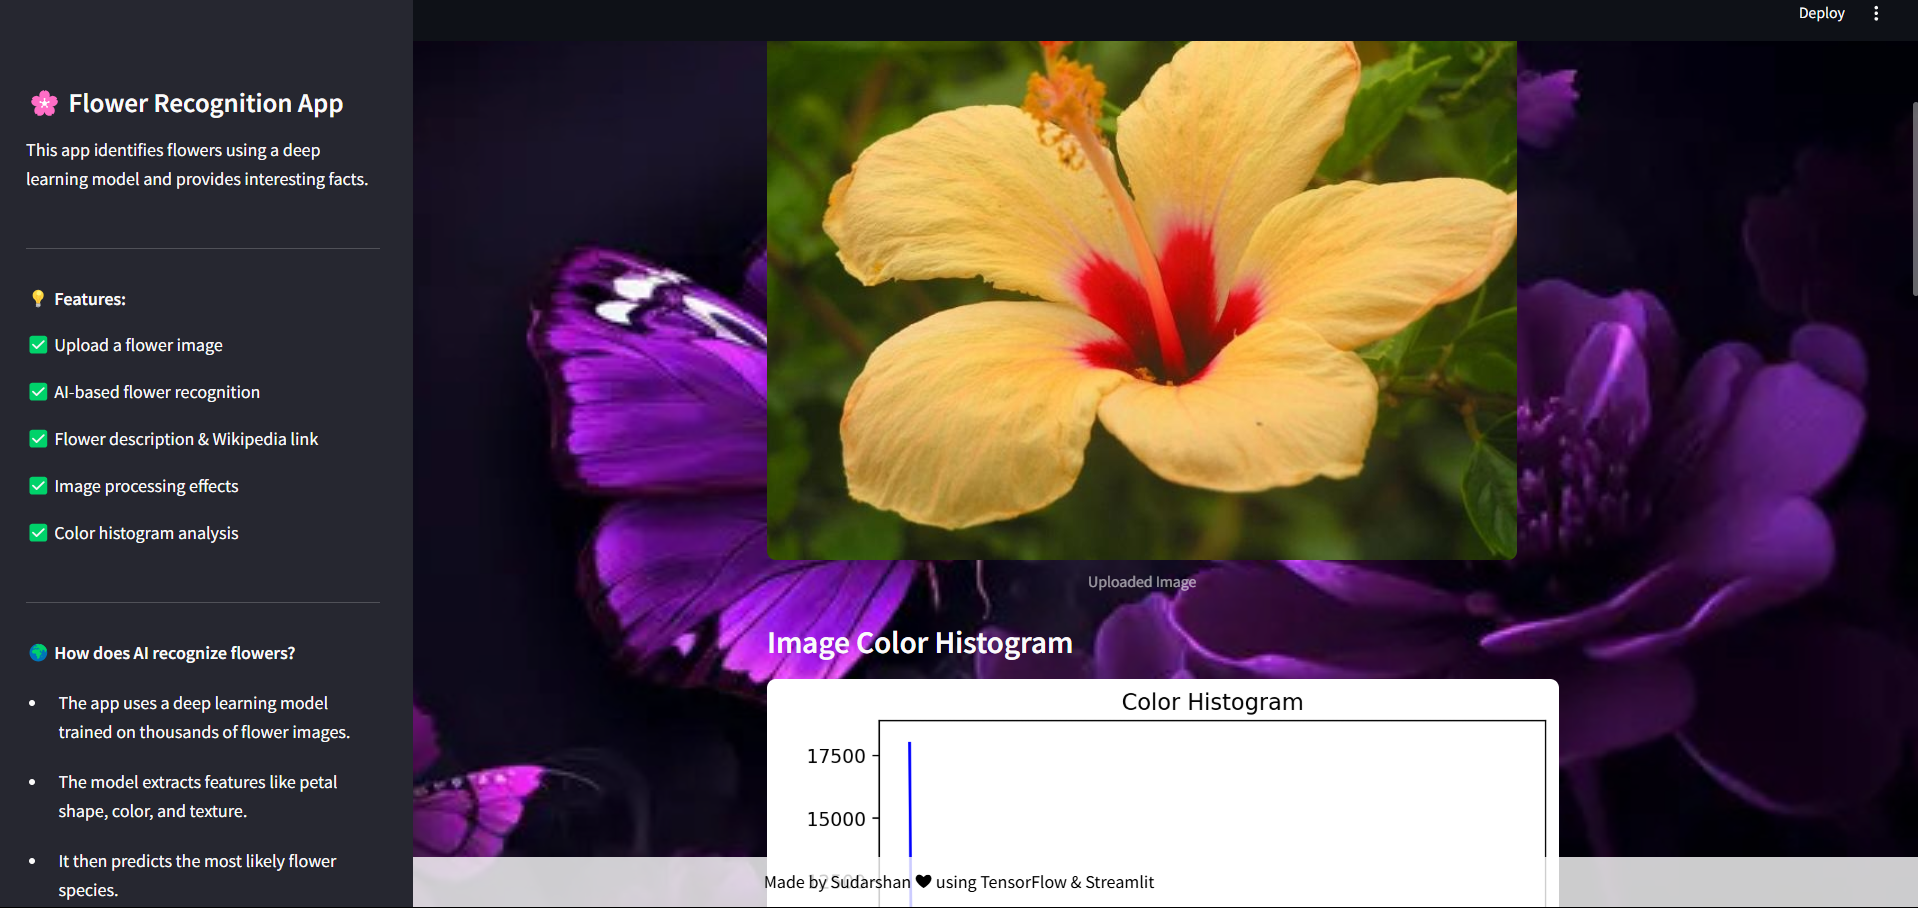 Deploy
🌸 Flower Recognition App
This app identifies flowers using a deep
learning model and provides interesting facts.
💡 Features:
✅ Upload a flower image
✅ AI-based flower recognition
✅ Flower description & Wikipedia link
✅ Image processing effects
✅ Color histogram analysis
🌍 How does AI recognize flowers?
• The app uses a deep learning model
trained on thousands of flower images.
• The model extracts features like petal
shape, color, and texture.
• It then predicts the most likely flower
species.
Uploaded Image
Image Color Histogram
Color Histogram
17500
15000
12500
Made by Sudarshan ❤ using TensorFlow & Streamlit